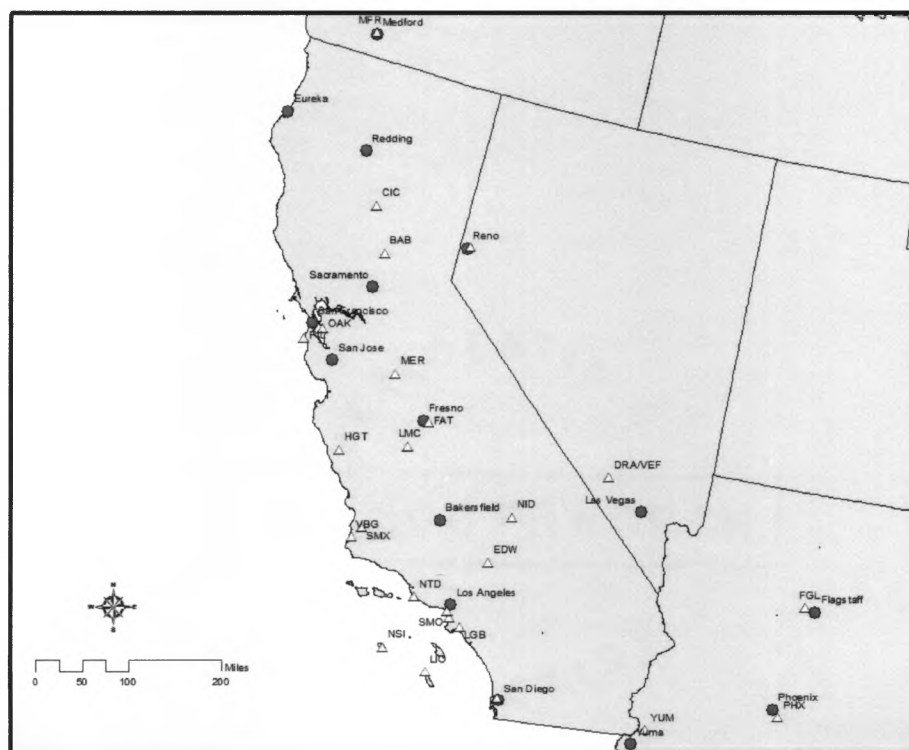 MFR Medford
Eureka
Redding
CIC
BAB
Reno
Sacramento
San Francisco
OAK
San Jose
MER
Fresno
FAT
HGT
LMC
DRA/VEF
Las Vegas
Bakersfield
NID
VBG
SMX
EDW
NTD
Los Angeles
FGL Flagstaff
SMO
LGB
NSI
San Diego
Phoenix
PHX
YUM
Yuma
N
W E
S
Miles
0 50 100 200